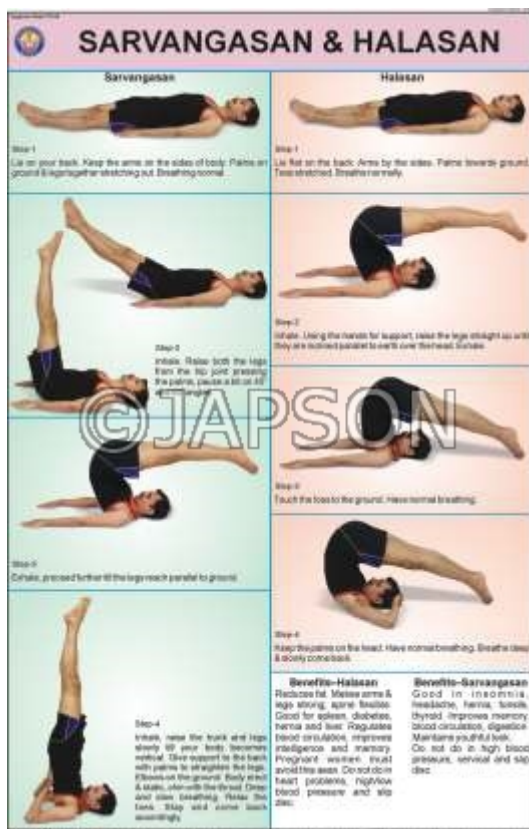 SARVANGASAN & HALASAN
Sarvangasan
Step-1
Lie on your back. Keep the arms on the sides of body. Palms on
ground & legs together stretching out. Breathing normal.
Step-2
Inhale. Raise both the legs
from the hip joint pressing
the palms, pause a bit on 45°
Step-3
Exhale, proceed further till the legs reach parallel to ground.
Step-4
Inhale, raise the trunk and legs
slowly till your body becomes
vertical. Give support to the back
with palms to straighten the legs.
Elbows on the ground. Body erect
& static, chin with the throat. Deep
and slow breathing. Relax the
toes. Stay and come back
accordingly.
Halasan
Step-1
Lie flat on the back. Arms by the sides. Palms towards ground.
Toes stretched. Breathe normally.
Step-2
Inhale. Using the hands for support, raise the legs straight up until
they are inclined parallel to earth over the head. Exhale.
Step-3
Touch the toes to the ground. Have normal breathing.
Step-4
Keep the palms on the head. Have normal breathing. Breathe deep
& slowly come back.
Benefits-Halasan
Reduces fat. Makes arms &
legs strong, spine flexible.
Good for spleen, diabetes,
hernia and liver. Regulates
blood circulation, improves
intelligence and memory.
Pregnant women must
avoid this asan. Do not do in
heart problems, high/low
blood pressure and slip
disc.
Benefits-Sarvangasan
Good in insomnia,
headache, hernia, tonsils,
thyroid. Improves memory,
blood circulation, digestion.
Maintains youthful look.
Do not do in high blood
pressure, cervical and slip
disc.
©JAPSON